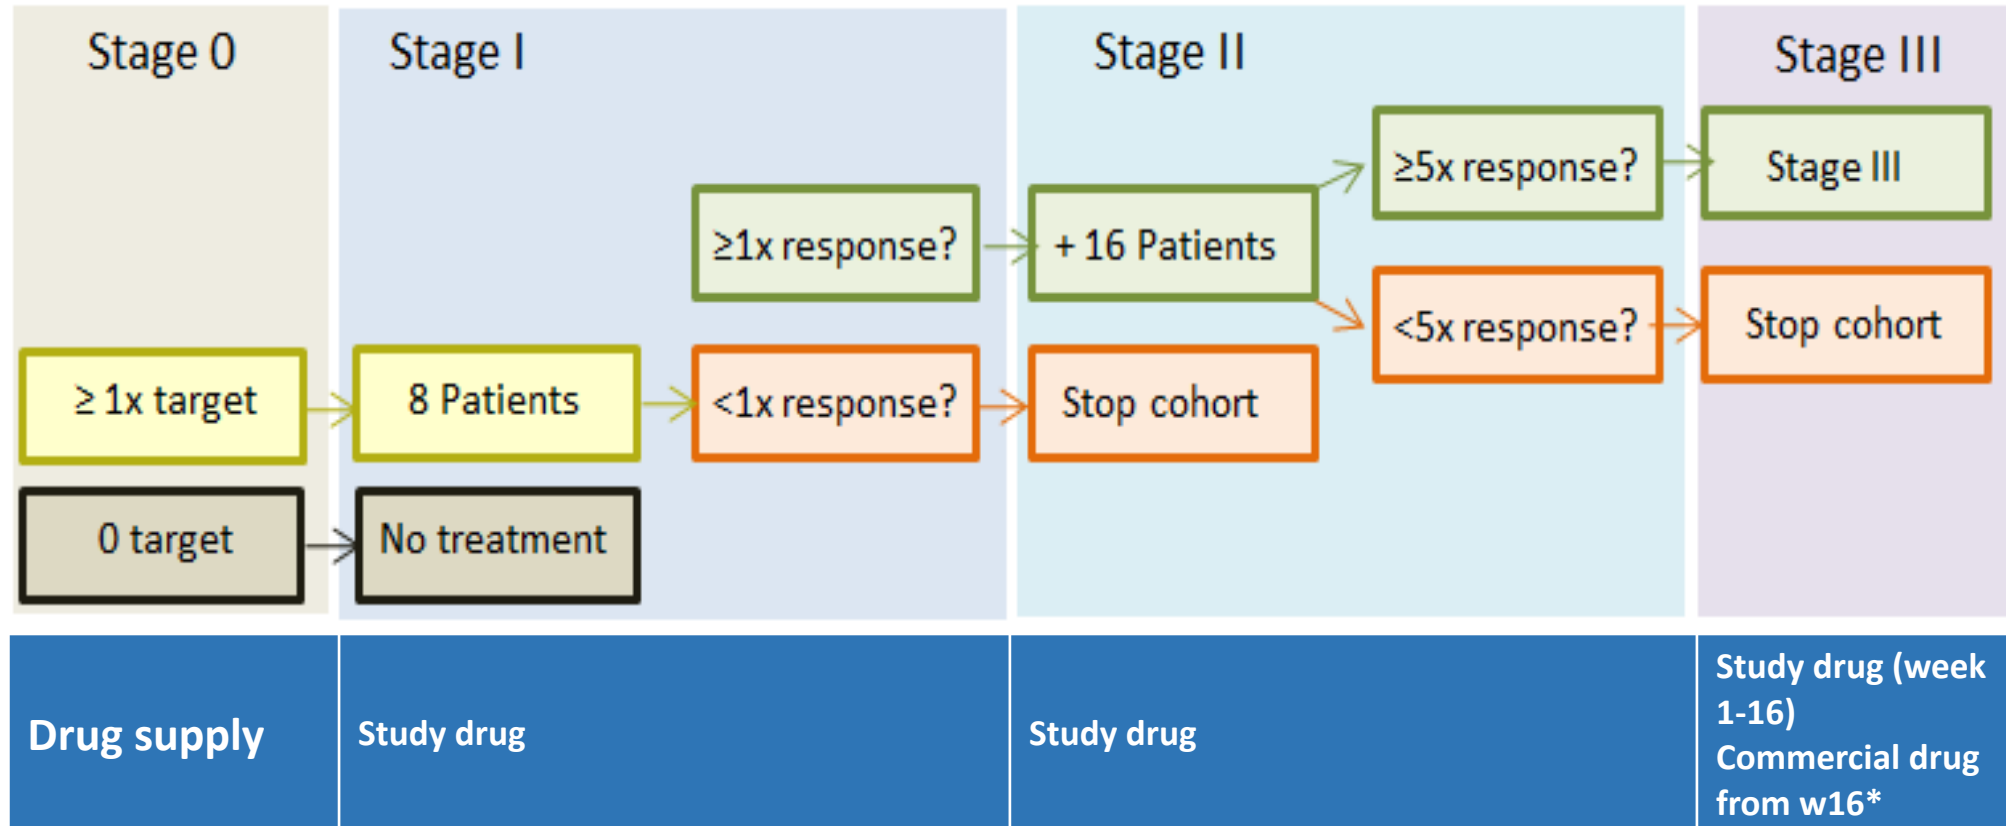 Stage 0
Stage I
Stage II
Stage III
≥5x response?
Stage III
≥1x response?
+ 16 Patients
<5x response?
Stop cohort
≥ 1x target
8 Patients
<1x response?
Stop cohort
0 target
No treatment
Drug supply
Study drug
Study drug
Study drug (week
1-16)
Commercial drug
from w16*